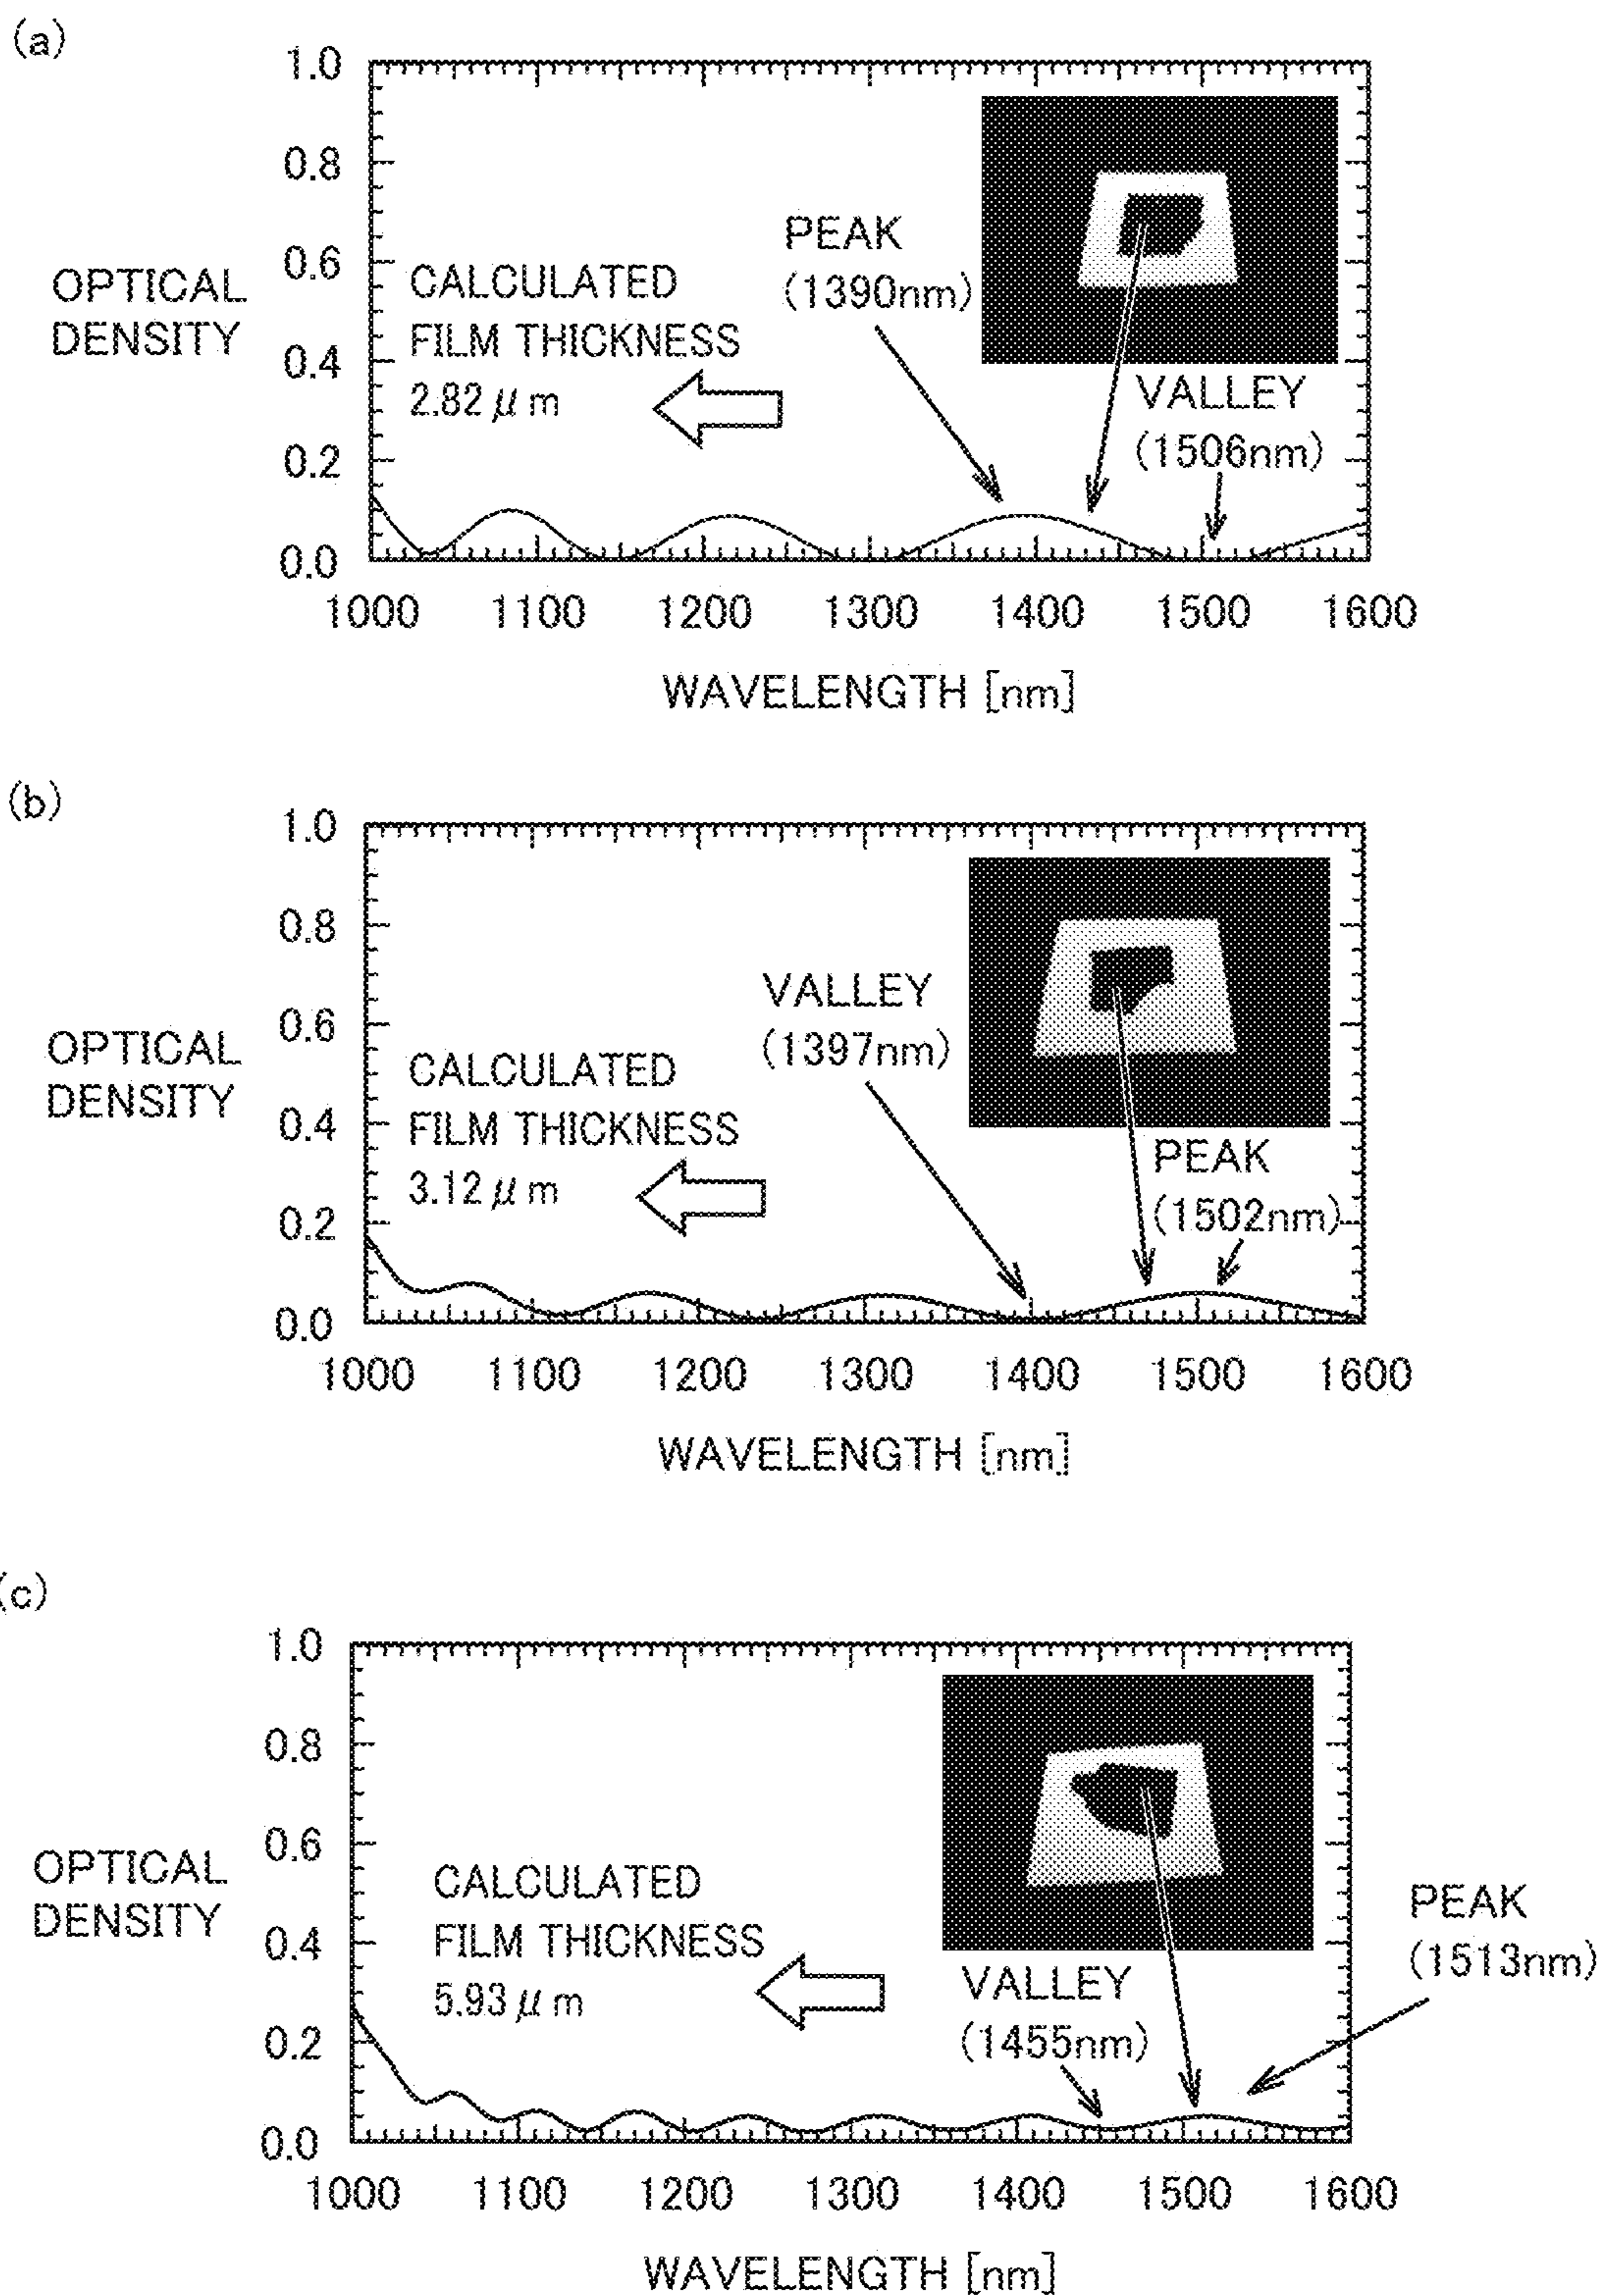 (a)
1.0
0.8
0.6
0.4
0.2
0.0
OPTICAL
DENSITY
CALCULATED
FILM THICKNESS
2.82 μm
PEAK
(1390nm)
VALLEY
(1506nm)
1000 1100 1200 1300 1400 1500 1600
WAVELENGTH [nm]
(b)
1.0
0.8
0.6
0.4
0.2
0.0
OPTICAL
DENSITY
CALCULATED
FILM THICKNESS
3.12 μm
VALLEY
(1397nm)
PEAK
(1502nm)
1000 1100 1200 1300 1400 1500 1600
WAVELENGTH [nm]
(c)
1.0
0.8
0.6
0.4
0.2
0.0
OPTICAL
DENSITY
CALCULATED
FILM THICKNESS
5.93 μm
VALLEY
(1455nm)
PEAK
(1513nm)
1000 1100 1200 1300 1400 1500 1600
WAVELENGTH [nm]